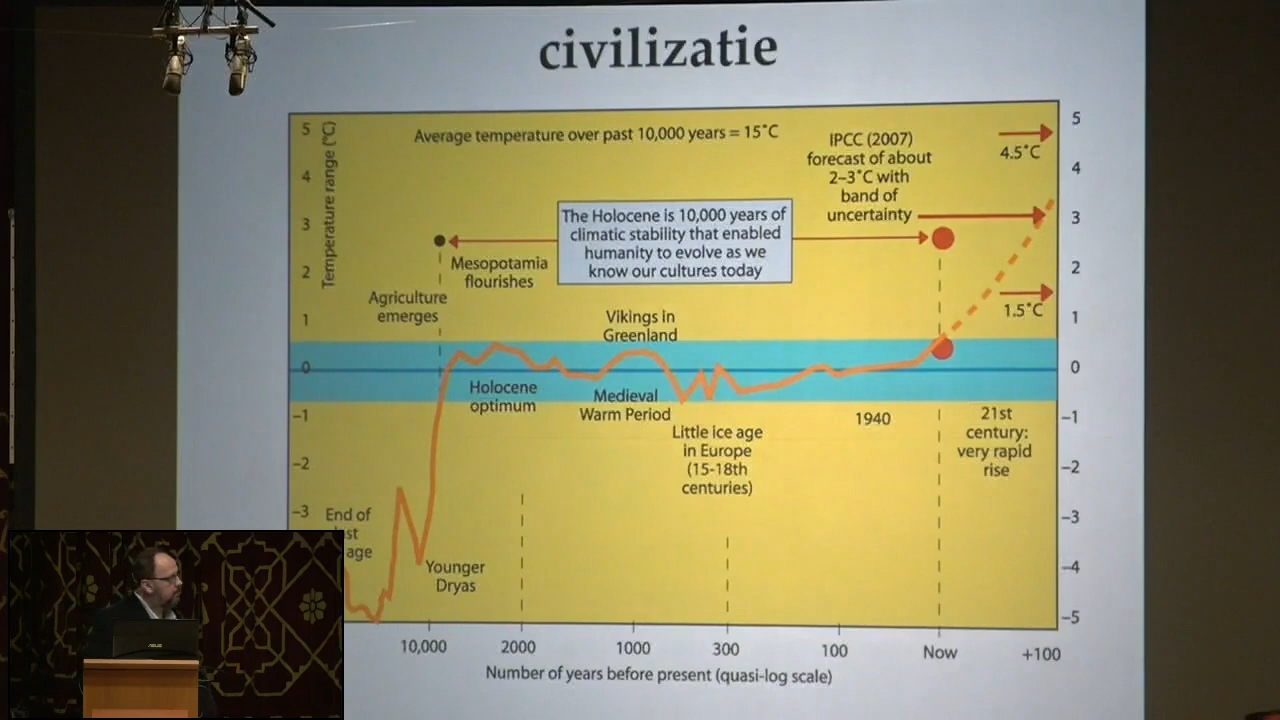 civilizatie
Average temperature over past 10,000 years = 15˚C
Temperature range (˚C)
5
4
3
2
1
0
–1
–2
–3
IPCC (2007)
forecast of about
2–3˚C with
band of
uncertainty
4.5˚C
1.5˚C
The Holocene is 10,000 years of
climatic stability that enabled
humanity to evolve as we
know our cultures today
Mesopotamia
flourishes
Agriculture
emerges
Vikings in
Greenland
Holocene
optimum
Medieval
Warm Period
Little ice age
in Europe
(15-18th
centuries)
1940
21st
century:
very rapid
rise
End of
age
Younger
Dryas
5
4
3
2
1
0
–1
–2
–3
–4
–5
10,000
2000
1000
300
100
Now
+100
Number of years before present (quasi-log scale)
ASUS